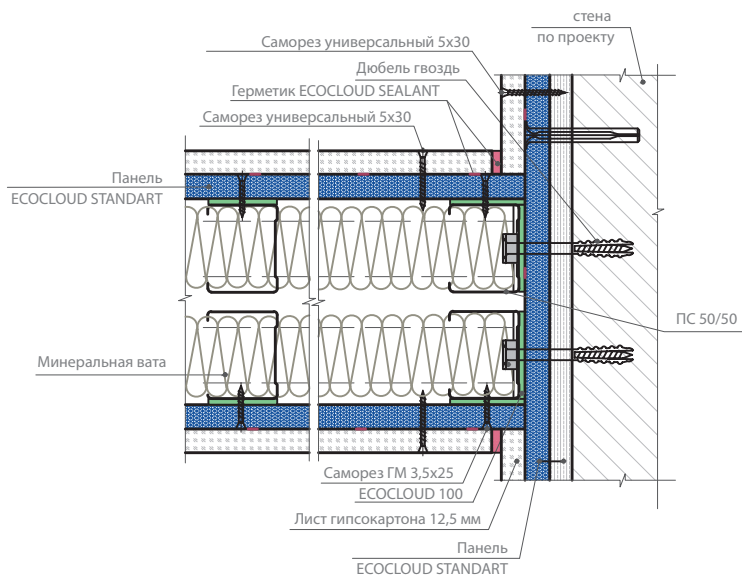 стена
по проекту
Саморез универсальный 5х30
Дюбель гвоздь
Герметик ECOCLOUD SEALANT
Саморез универсальный 5х30
Панель
ECOCLOUD STANDART
ПС 50/50
Минеральная вата
Саморез ГМ 3,5х25
ECOCLOUD 100
Лист гипсокартона 12,5 мм
Панель
ECOCLOUD STANDART